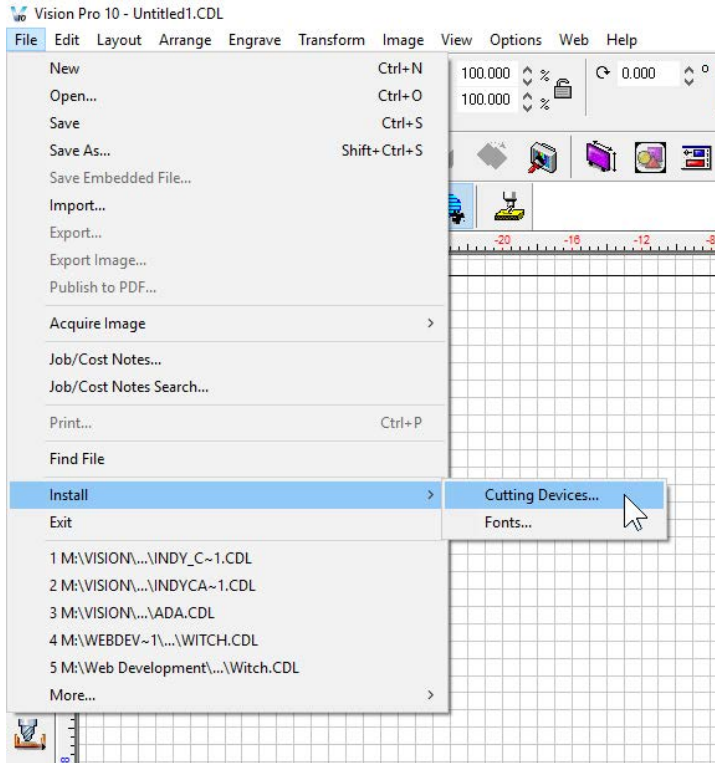 Vision Pro 10 - Untitled1.CDL
File Edit Layout Arrange Engrave Transform Image View Options Web Help
New Ctrl+N
100.000 % 0.000 °
Open... Ctrl+O
100.000 %
Save Ctrl+S
Save As... Shift+Ctrl+S
Save Embedded File...
Import...
Export...
-20 -16 -12 -8
Export Image...
Publish to PDF...
Acquire Image >
Job/Cost Notes...
Job/Cost Notes Search...
Print... Ctrl+P
Find File
Install > Cutting Devices...
Exit Fonts...
1 M:\VISION\...\INDY_C~1.CDL
2 M:\VISION\...\INDYCA~1.CDL
3 M:\VISION\...\ADA.CDL
4 M:\WEBDEV~1\...\WITCH.CDL
5 M:\Web Development\...\Witch.CDL
More... >
8